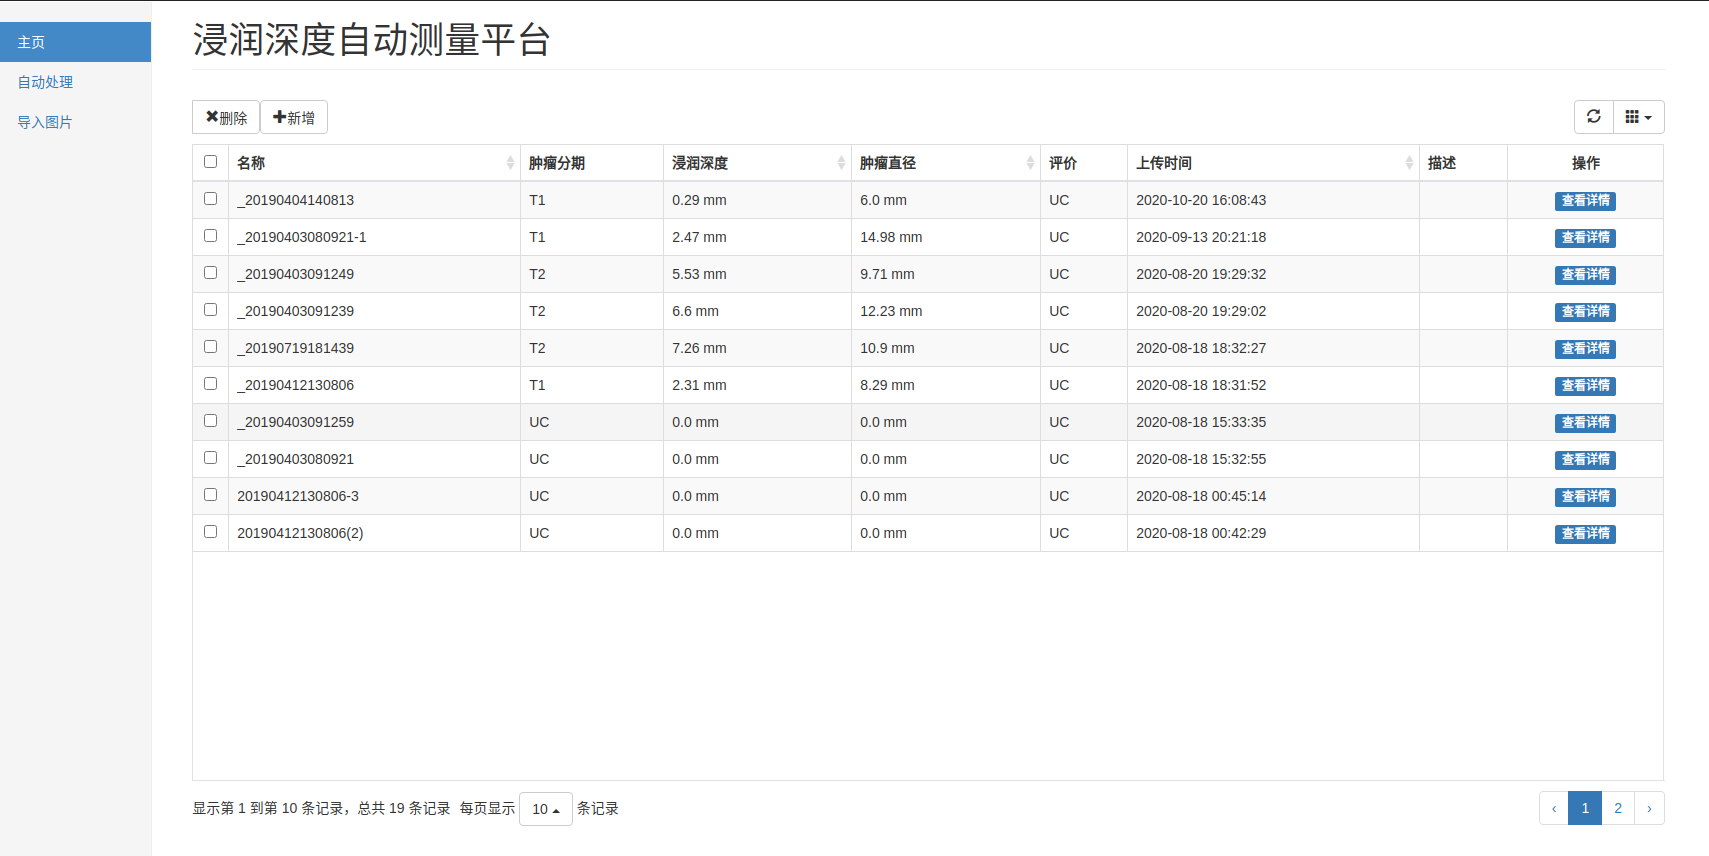 主页
自动处理
导入图片
浸润深度自动测量平台
删除 新增
名称 肿瘤分期 浸润深度 肿瘤直径 评价 上传时间 描述 操作
_20190404140813 T1 0.29 mm 6.0 mm UC 2020-10-20 16:08:43 查看详情
_20190403080921-1 T1 2.47 mm 14.98 mm UC 2020-09-13 20:21:18 查看详情
_20190403091249 T2 5.53 mm 9.71 mm UC 2020-08-20 19:29:32 查看详情
_20190403091239 T2 6.6 mm 12.23 mm UC 2020-08-20 19:29:02 查看详情
_20190719181439 T2 7.26 mm 10.9 mm UC 2020-08-18 18:32:27 查看详情
_20190412130806 T1 2.31 mm 8.29 mm UC 2020-08-18 18:31:52 查看详情
_20190403091259 UC 0.0 mm 0.0 mm UC 2020-08-18 15:33:35 查看详情
_20190403080921 UC 0.0 mm 0.0 mm UC 2020-08-18 15:32:55 查看详情
20190412130806-3 UC 0.0 mm 0.0 mm UC 2020-08-18 00:45:14 查看详情
20190412130806(2) UC 0.0 mm 0.0 mm UC 2020-08-18 00:42:29 查看详情
显示第 1 到第 10 条记录，总共 19 条记录 每页显示 10 条记录 ‹ 1 2 ›